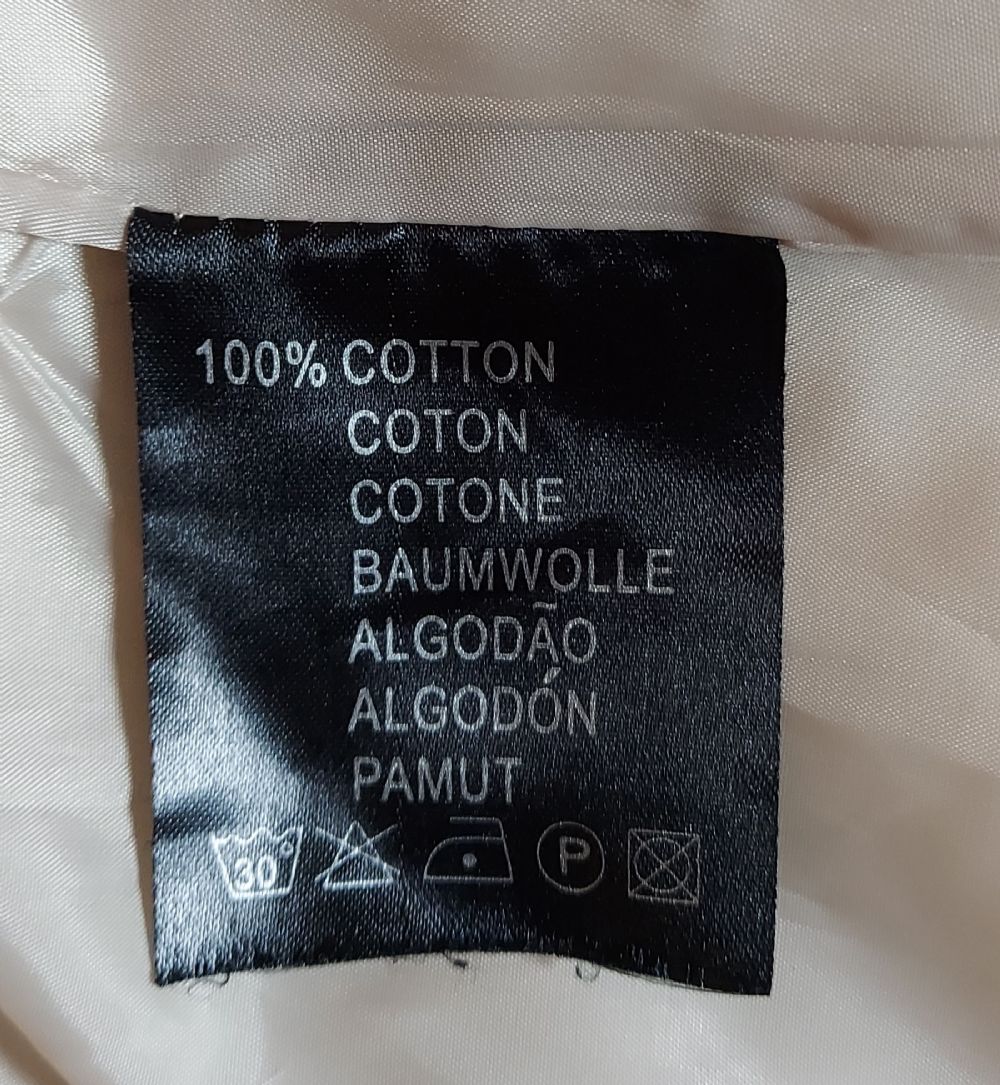 100% COTTON
COTON
COTONE
BAUMWOLLE
ALGODÃO
ALGODÓN
PAMUT
30° P